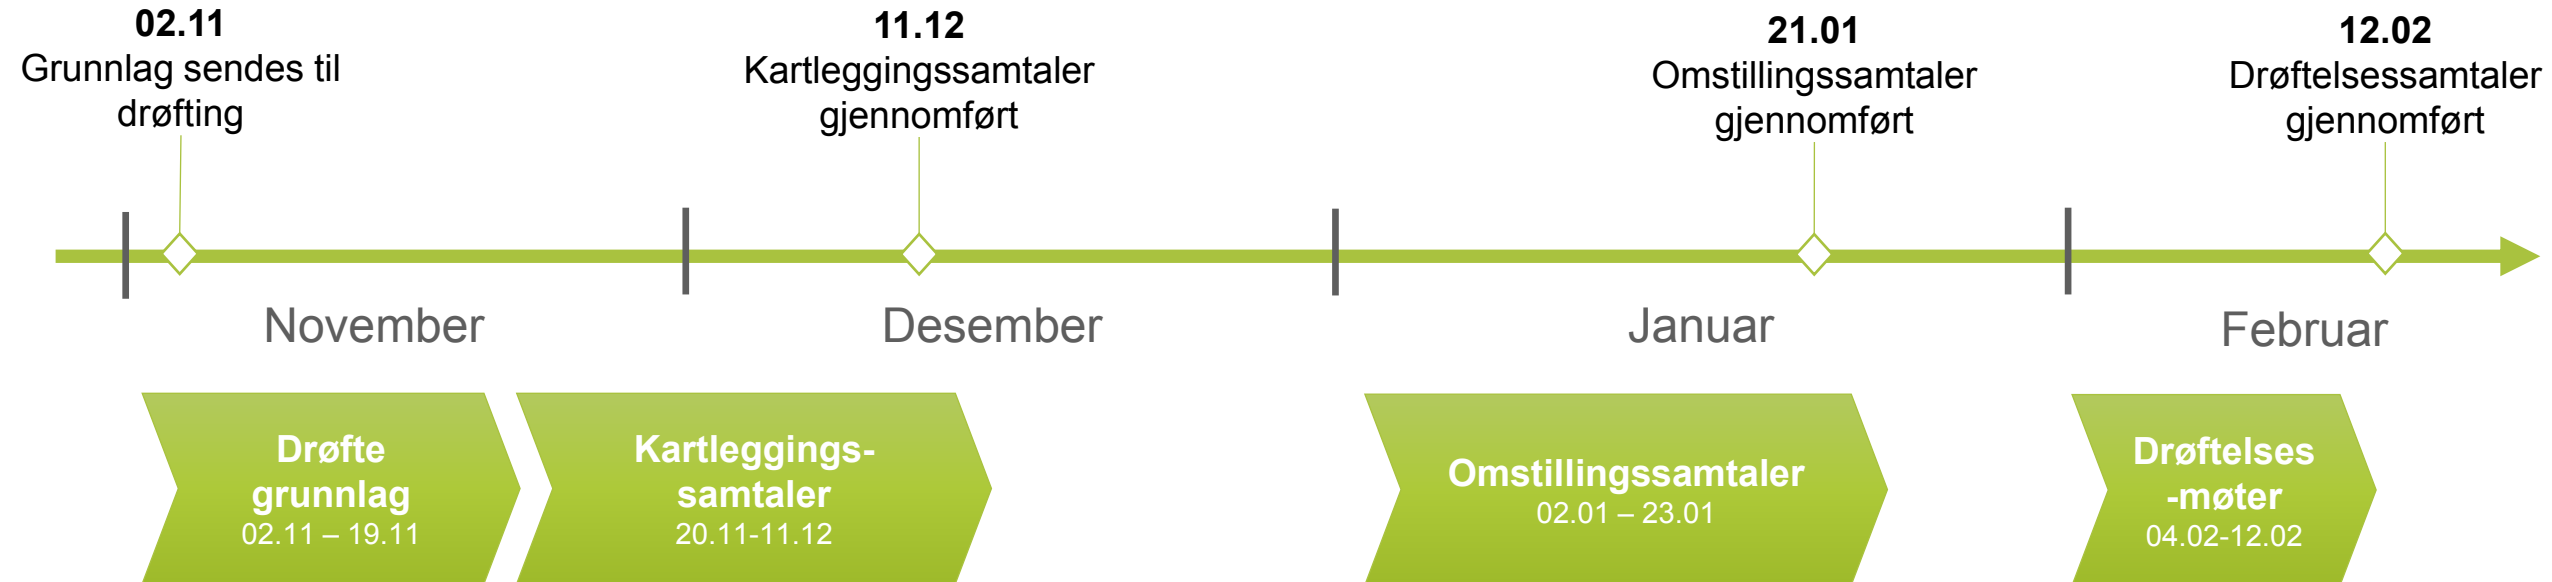 02.11
Grunnlag sendes til
drøfting
11.12
Kartleggingssamtaler
gjennomført
21.01
Omstillingssamtaler
gjennomført
12.02
Drøftelsessamtaler
gjennomført
November
Desember
Januar
Februar
Drøfte
grunnlag
02.11 – 19.11
Kartleggings-
samtaler
20.11-11.12
Omstillingssamtaler
02.01 – 23.01
Drøftelses
-møter
04.02-12.02